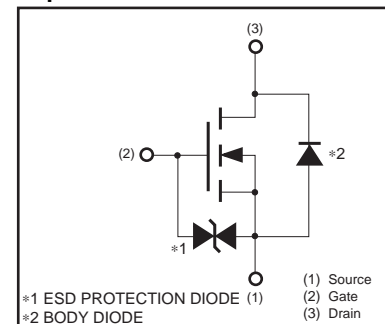 (3)
(2)
∗2
∗1
∗1 ESD PROTECTION DIODE
(1)
∗2 BODY DIODE
(1) Source
(2) Gate
(3) Drain